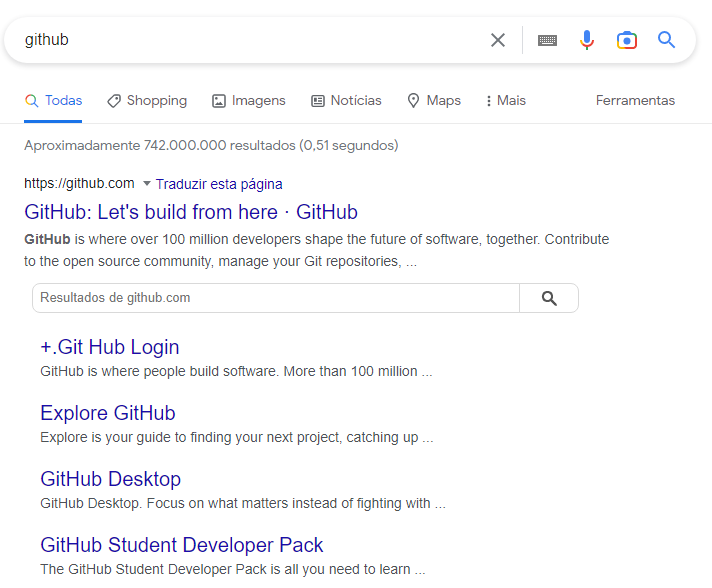 github
Todas Shopping Imagens Notícias Maps Mais Ferramentas
Aproximadamente 742.000.000 resultados (0,51 segundos)
https://github.com Traduzir esta página
GitHub: Let's build from here · GitHub
GitHub is where over 100 million developers shape the future of software, together. Contribute
to the open source community, manage your Git repositories, ...
Resultados de github.com
+.Git Hub Login
GitHub is where people build software. More than 100 million ...
Explore GitHub
Explore is your guide to finding your next project, catching up ...
GitHub Desktop
GitHub Desktop. Focus on what matters instead of fighting with ...
GitHub Student Developer Pack
The GitHub Student Developer Pack is all you need to learn ...